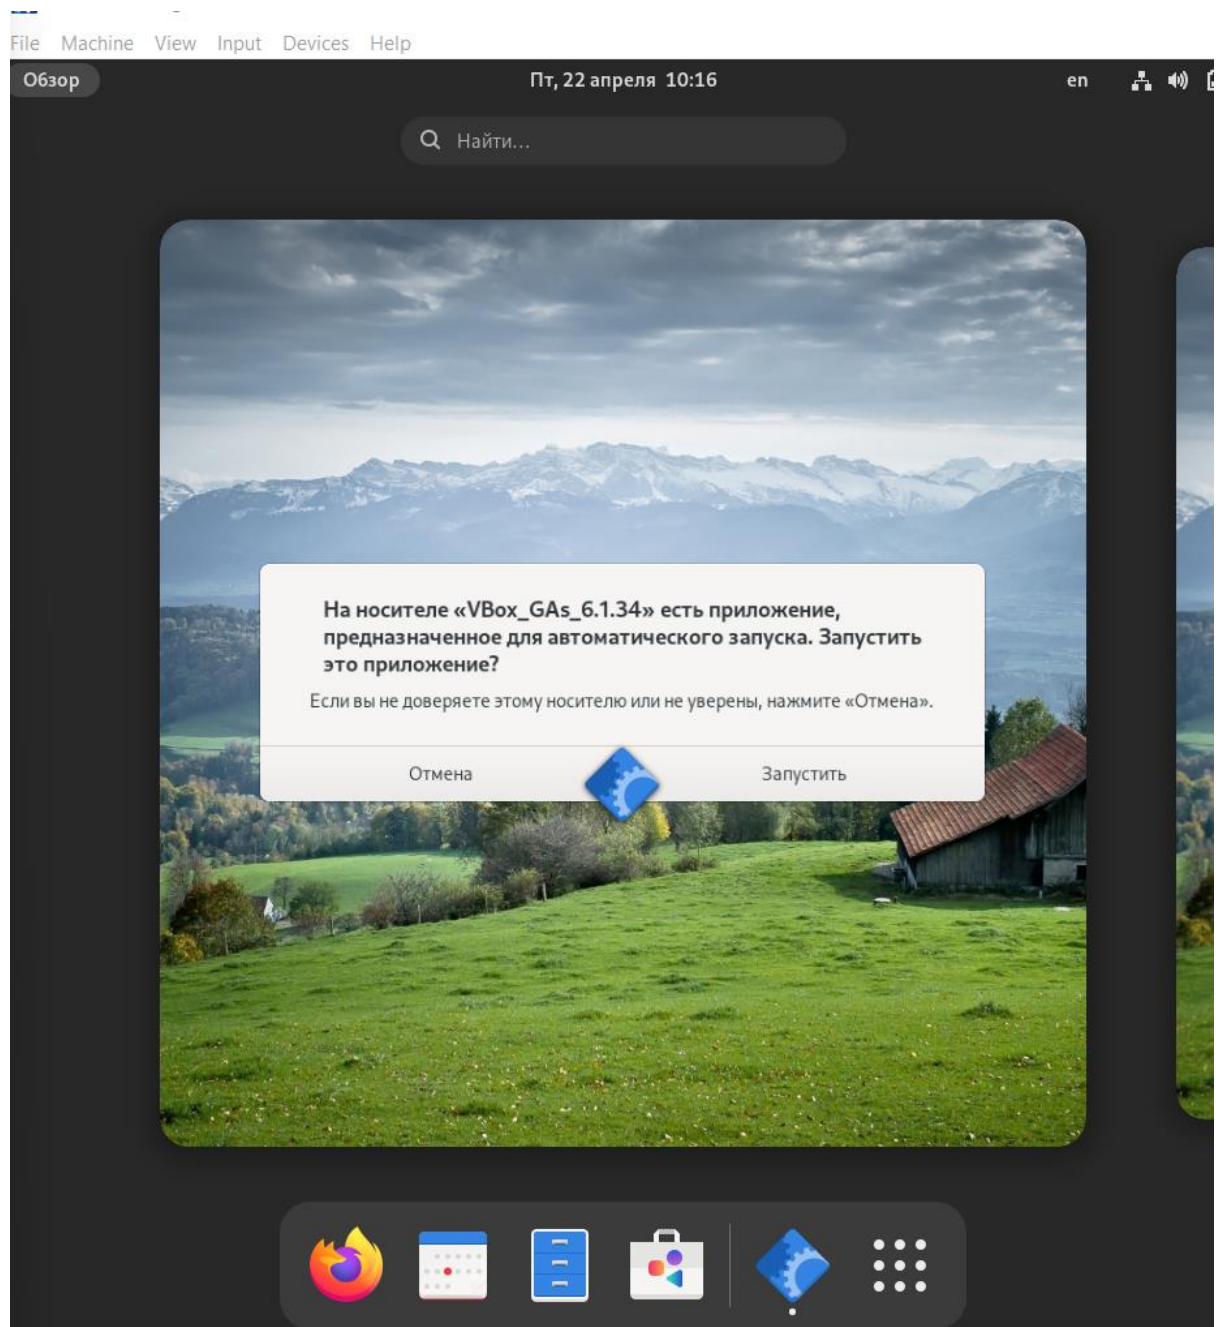 File Machine View Input Devices Help
Обзор
Пт, 22 апреля 10:16
en
Найти...
На носителе «VBox_GAs_6.1.34» есть приложение,
предназначенное для автоматического запуска. Запустить
это приложение?
Если вы не доверяете этому носителю или не уверены, нажмите «Отмена».
Отмена
Запустить